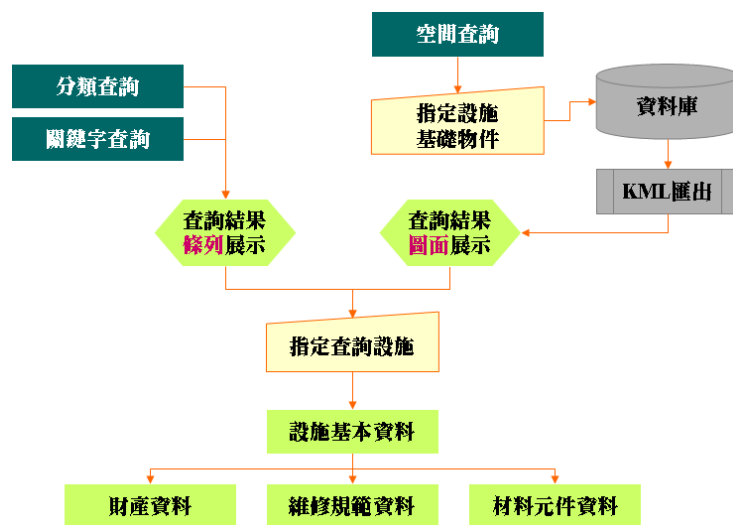 空間查詢
分類查詢
關鍵字查詢
指定設施
基礎物件
資料庫
KML匯出
查詢結果
條列展示
查詢結果
圖面展示
指定查詢設施
設施基本資料
財產資料
維修規範資料
材料元件資料